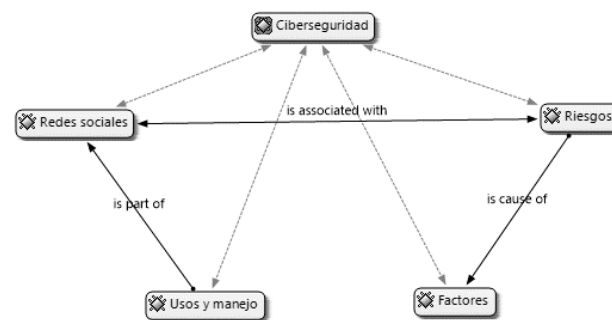 Ciberseguridad
is associated with
Redes sociales
Riesgos
is part of
is cause of
Usos y manejo
Factores